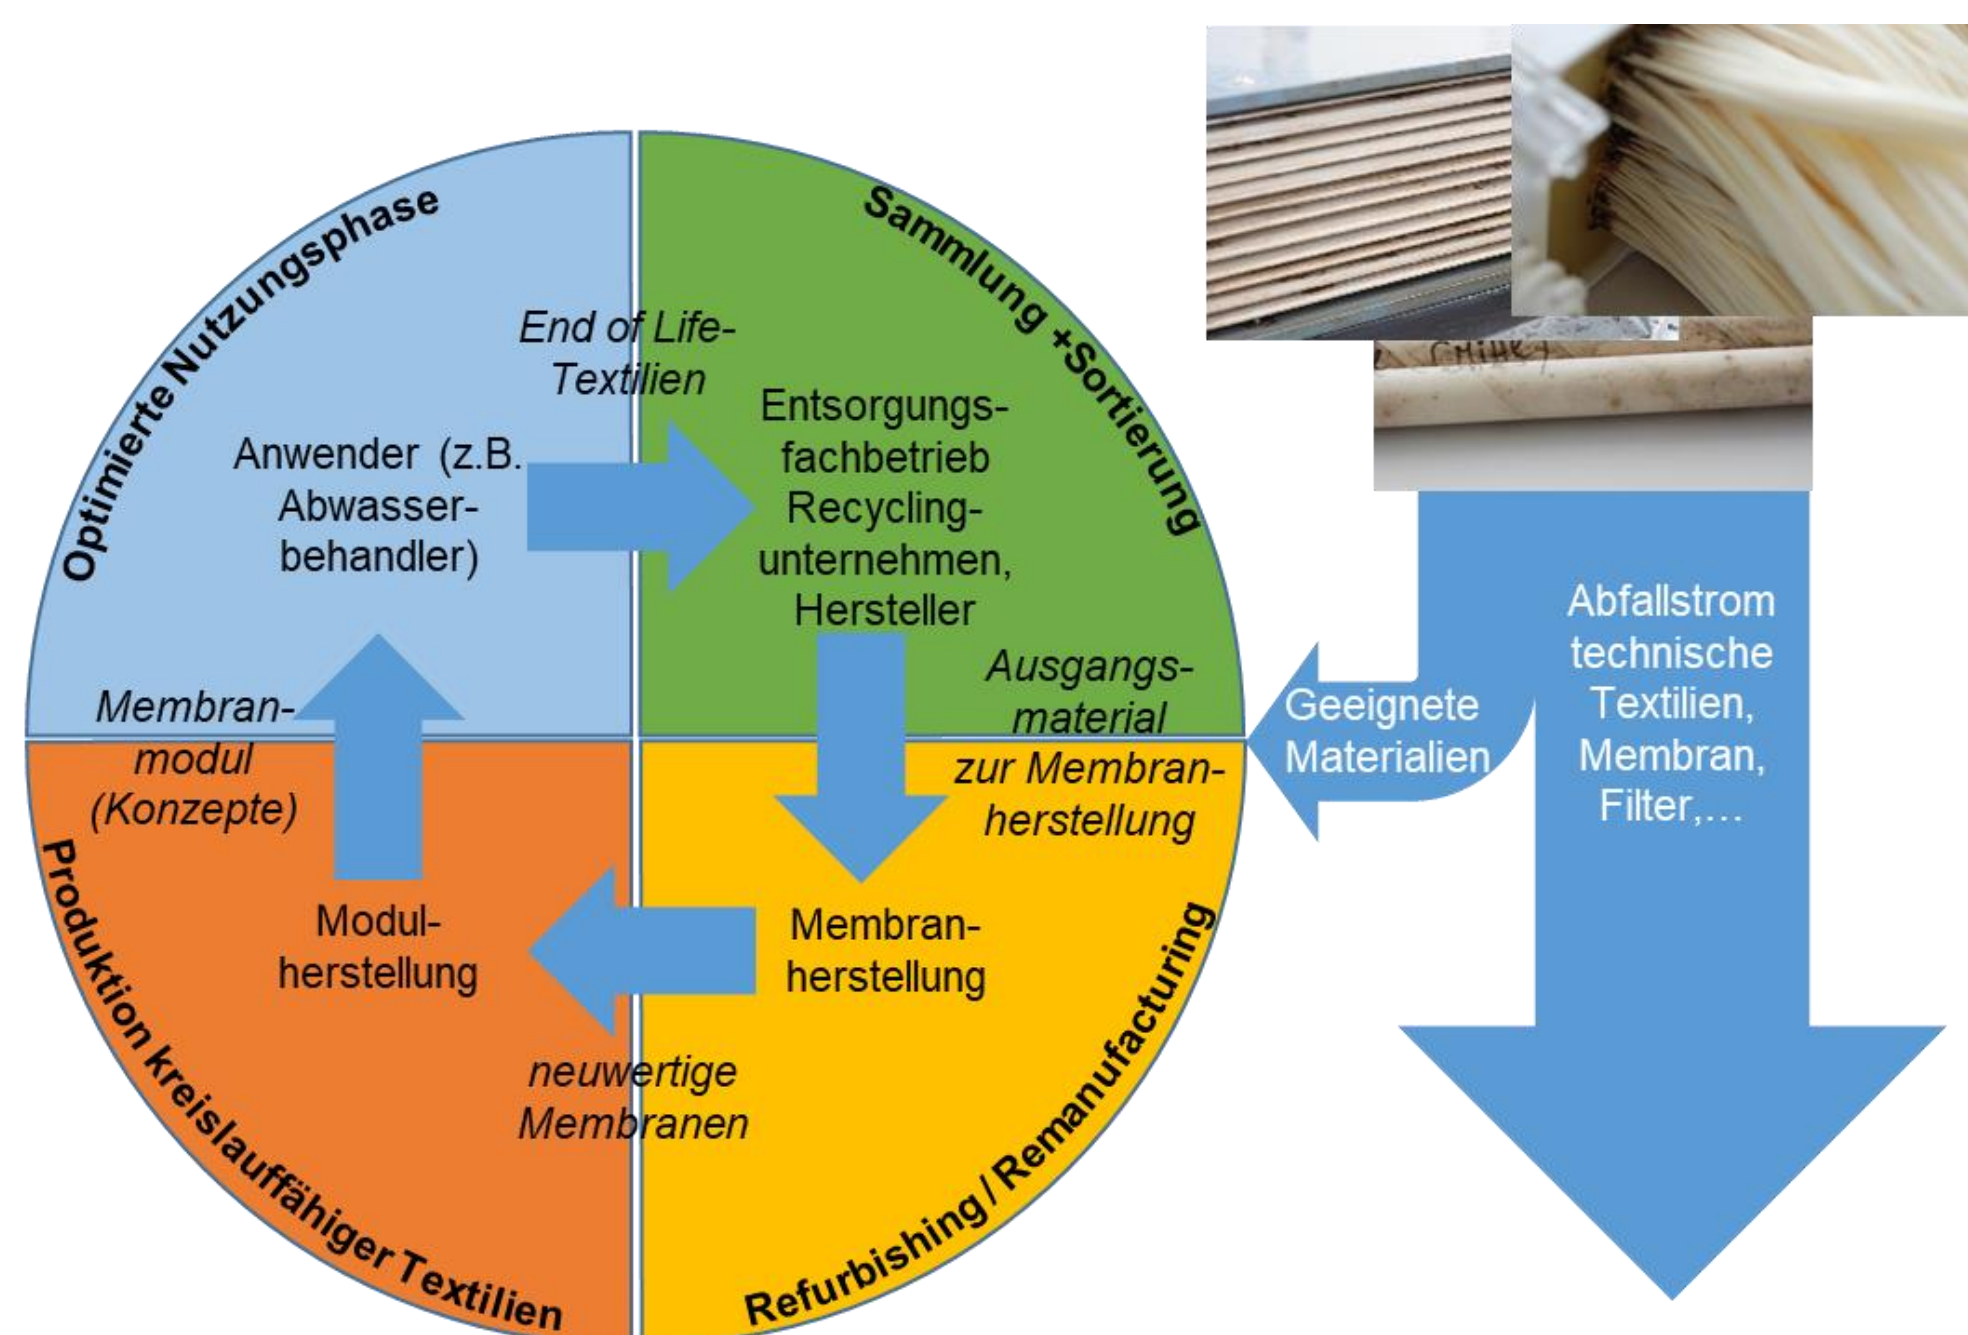 Optimierte Nutzungsphase
Sammlung +Sortierung
End of Life-
Textilien
Anwender (z.B.
Abwasser-
behandler)
Entsorgungs-
fachbetrieb
Recycling-
unternehmen,
Hersteller
Ausgangs-
material
zur Membran-
herstellung
Membran-
modul
(Konzepte)
Modul-
herstellung
Membran-
herstellung
neuwertige
Membranen
Produktion kreislauffähiger Textilien
Refurbishing / Remanufacturing
Geeignete
Materialien
Abfallstrom
technische
Textilien,
Membran,
Filter,…